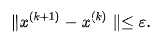 ∥x^{(k+1)} − x^{(k)} ∥≤ ε.